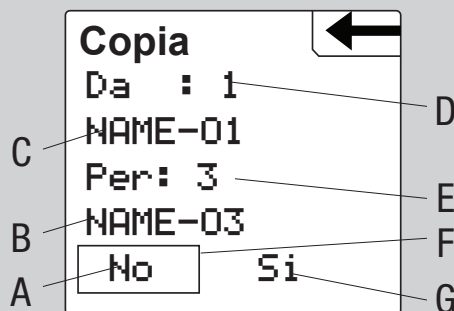 Copia
Da : 1
D
NAME-01
C
Per: 3
E
NAME-03
B
F
No Si
A
G